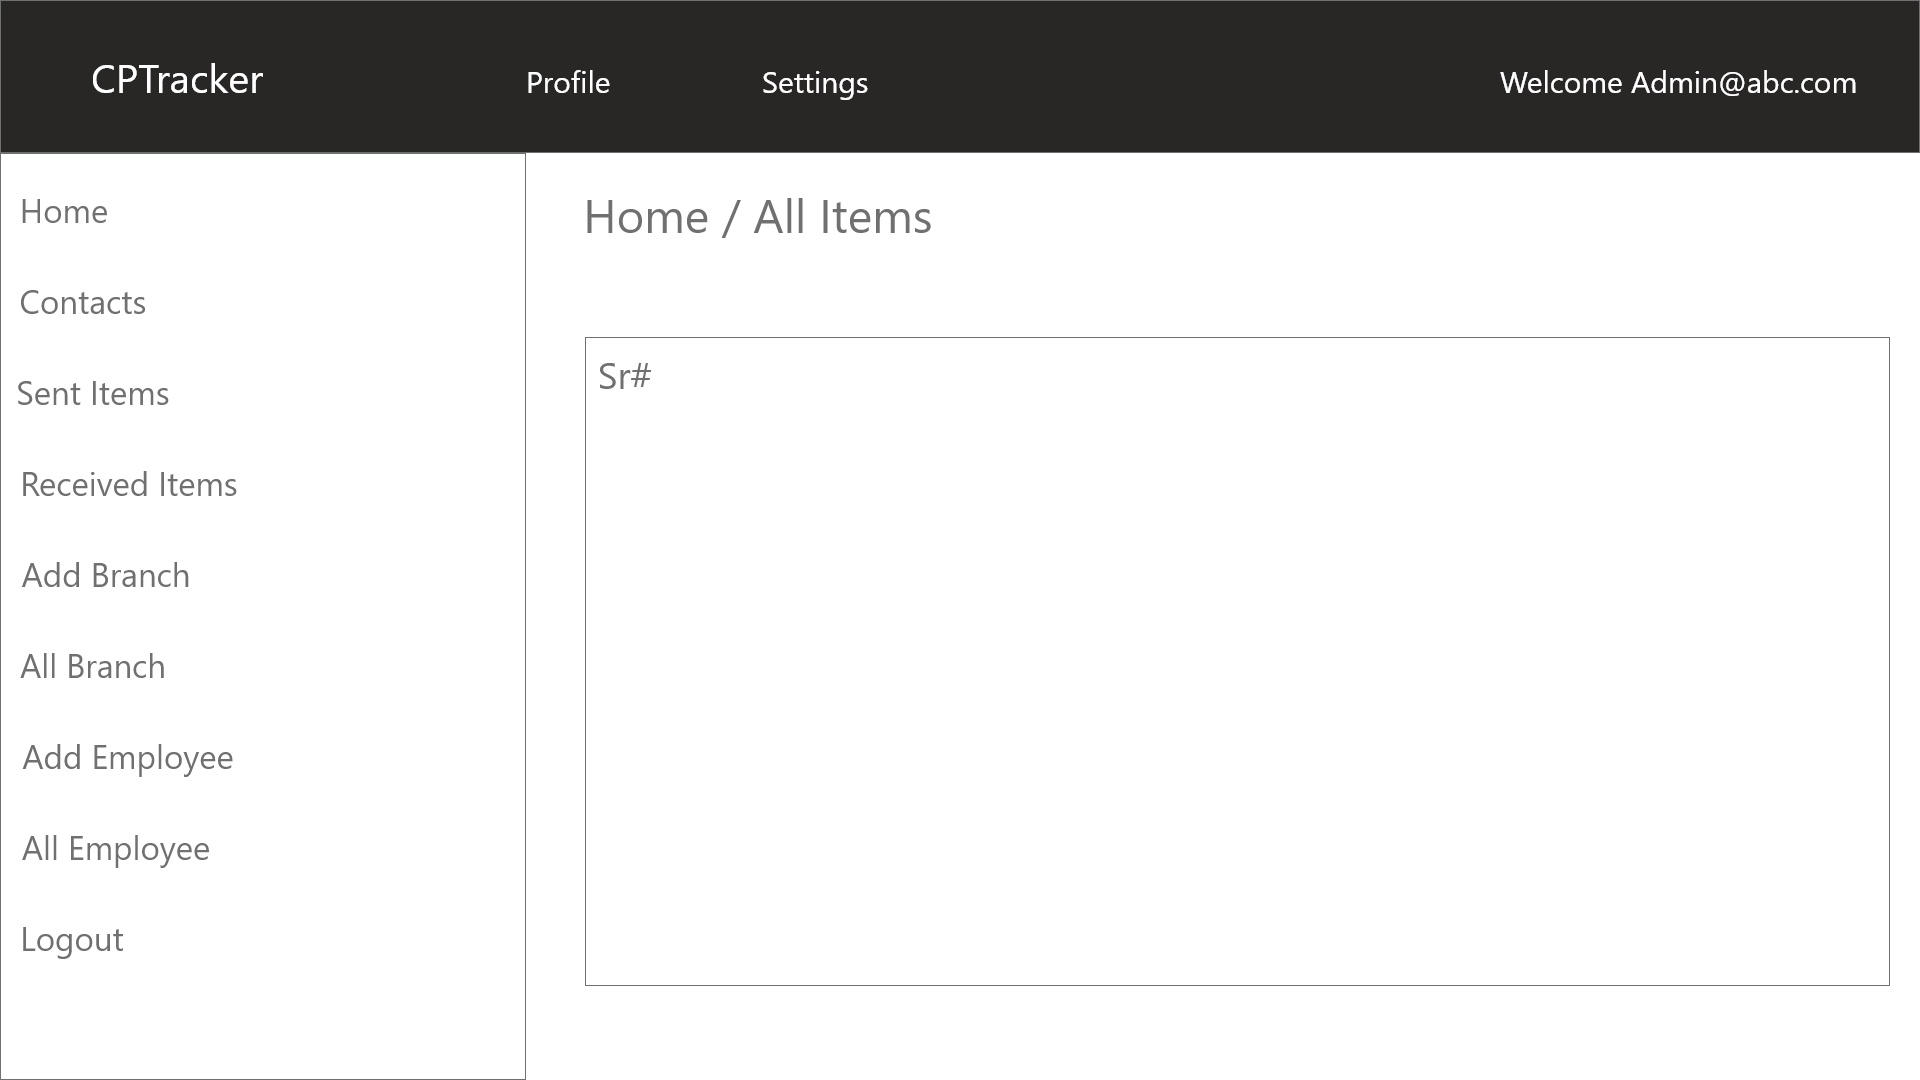 CPTracker
Profile
Settings
Welcome Admin@abc.com
Home
Contacts
Sent Items
Received Items
Add Branch
All Branch
Add Employee
All Employee
Logout
Home / All Items
Sr#